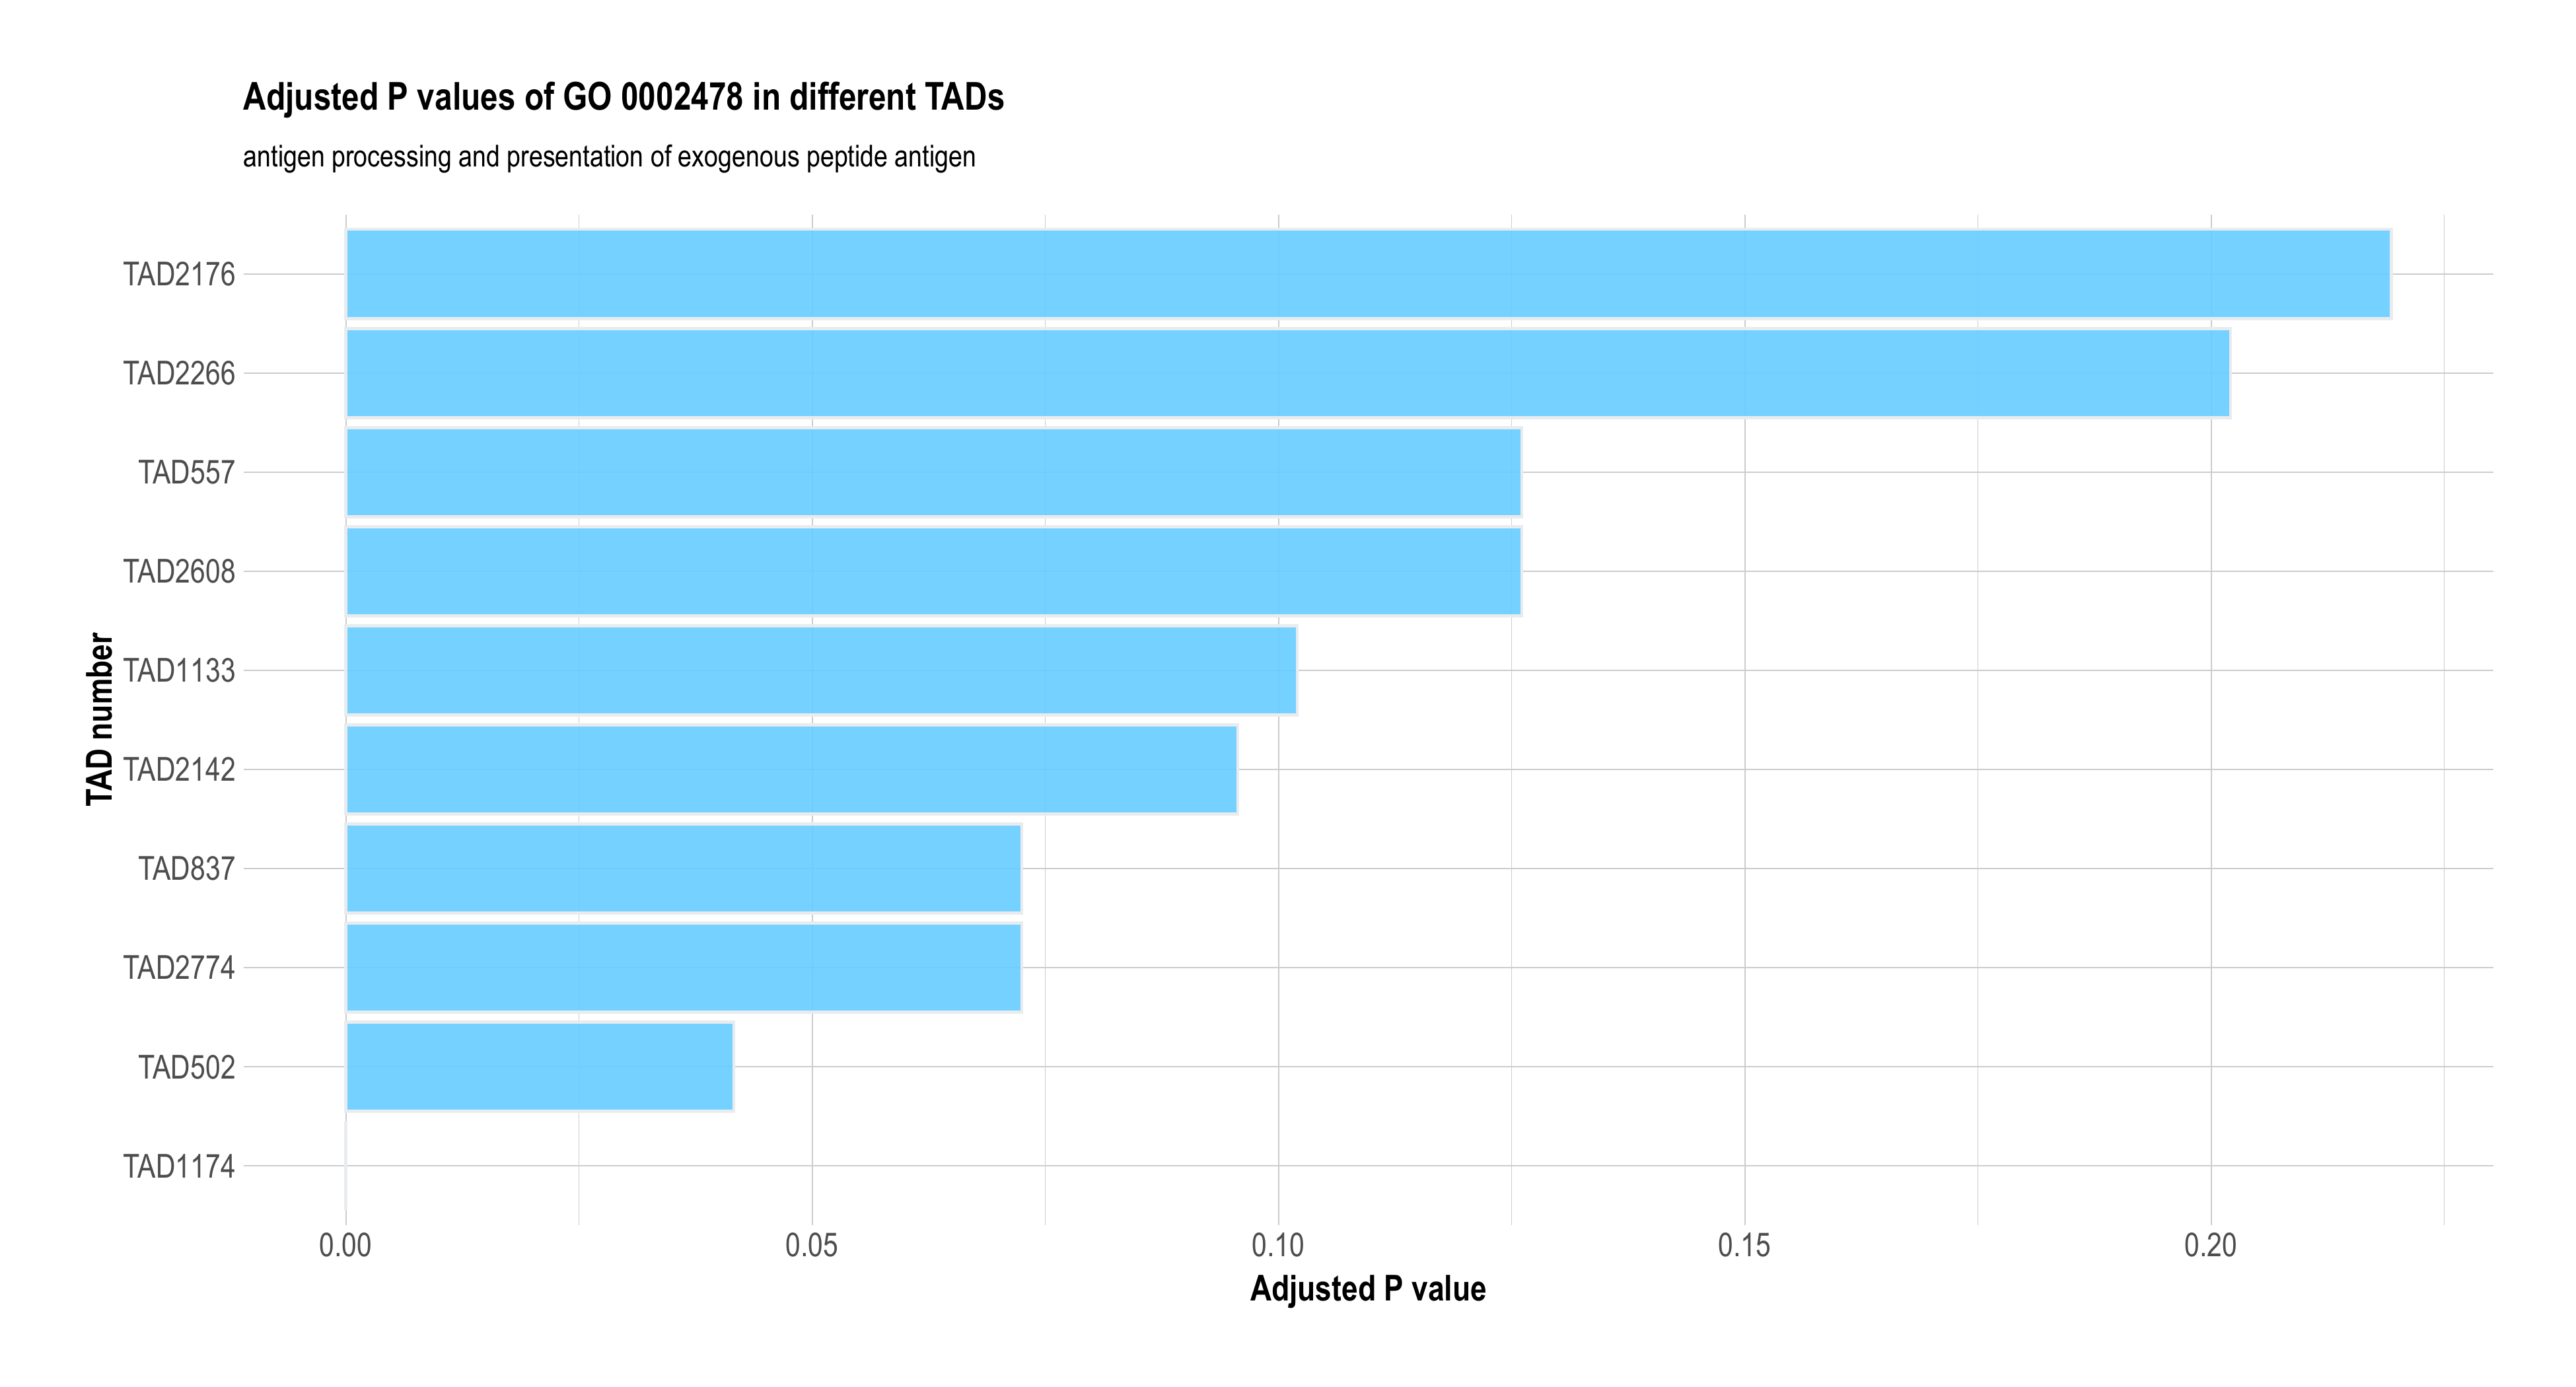 Adjusted P values of GO 0002478 in different TADs
antigen processing and presentation of exogenous peptide antigen
TAD number
TAD2176
TAD2266
TAD557
TAD2608
TAD1133
TAD2142
TAD837
TAD2774
TAD502
TAD1174
0.00 0.05 0.10 0.15 0.20
Adjusted P value